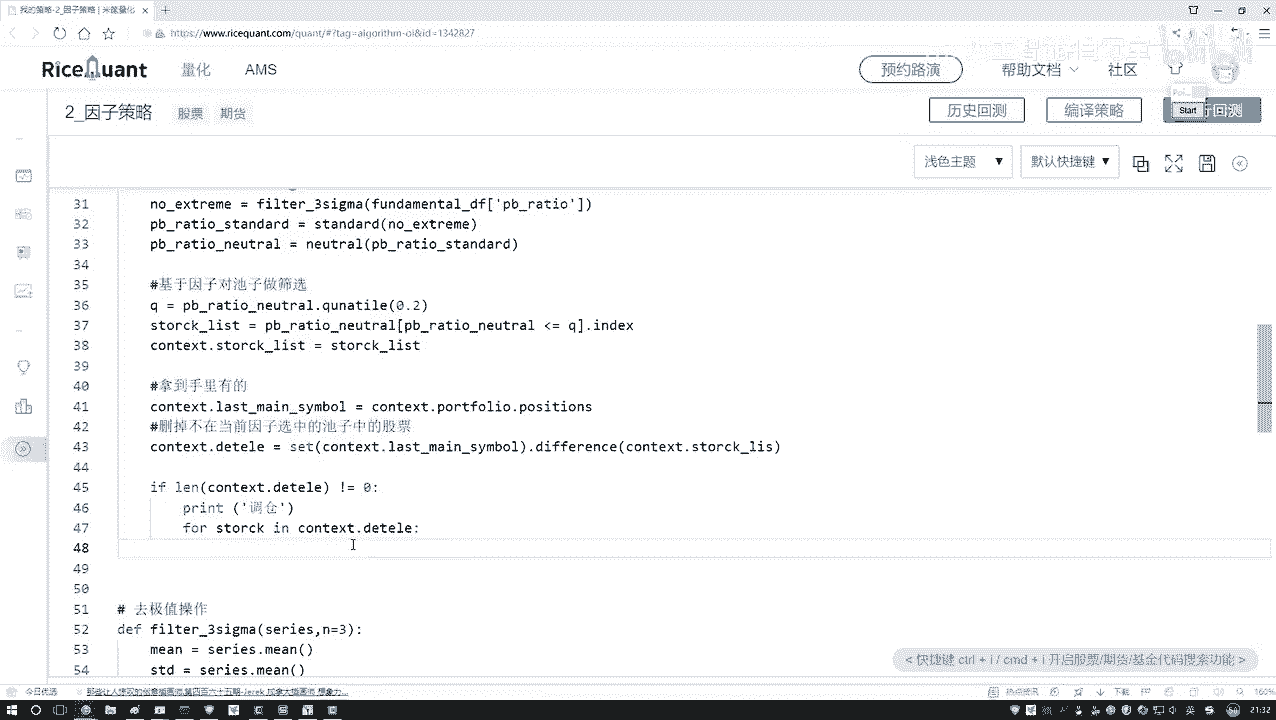 我的策略-2_因子策略 | 米筐量化
https://www.ricequant.com/quant/#?tag=algorithm-oi&id=1342827
RiceQuant 量化 AMS 预约路演 帮助文档 社区
2_因子策略 股票 期货 历史回测 编译策略 行回测
Start
浅色主题 默认快捷键
31 no_extreme = filter_3sigma(fundamental_df['pb_ratio'])
32 pb_ratio_standard = standard(no_extreme)
33 pb_ratio_neutral = neutral(pb_ratio_standard)
34
35 #基于因子对池子做筛选
36 q = pb_ratio_neutral.qunatile(0.2)
37 storck_list = pb_ratio_neutral[pb_ratio_neutral <= q].index
38 context.storck_list = storck_list
39
40 #拿到手里有的
41 context.last_main_symbol = context.portfolio.positions
42 #删掉不在当前因子选中的池子中的股票
43 context.detele = set(context.last_main_symbol).difference(context.storck_lis)
44
45 if len(context.detele) != 0:
46 print ('调仓')
47 for storck in context.detele:
48
49
50
51 # 去极值操作
52 def filter_3sigma(series,n=3):
53 mean = series.mean()
54 std = series.mean()
< 快捷键 ctrl + i / cmd + i 开启股票/期货/基金/代码搜索功能 >
今日优选
160%
21:32